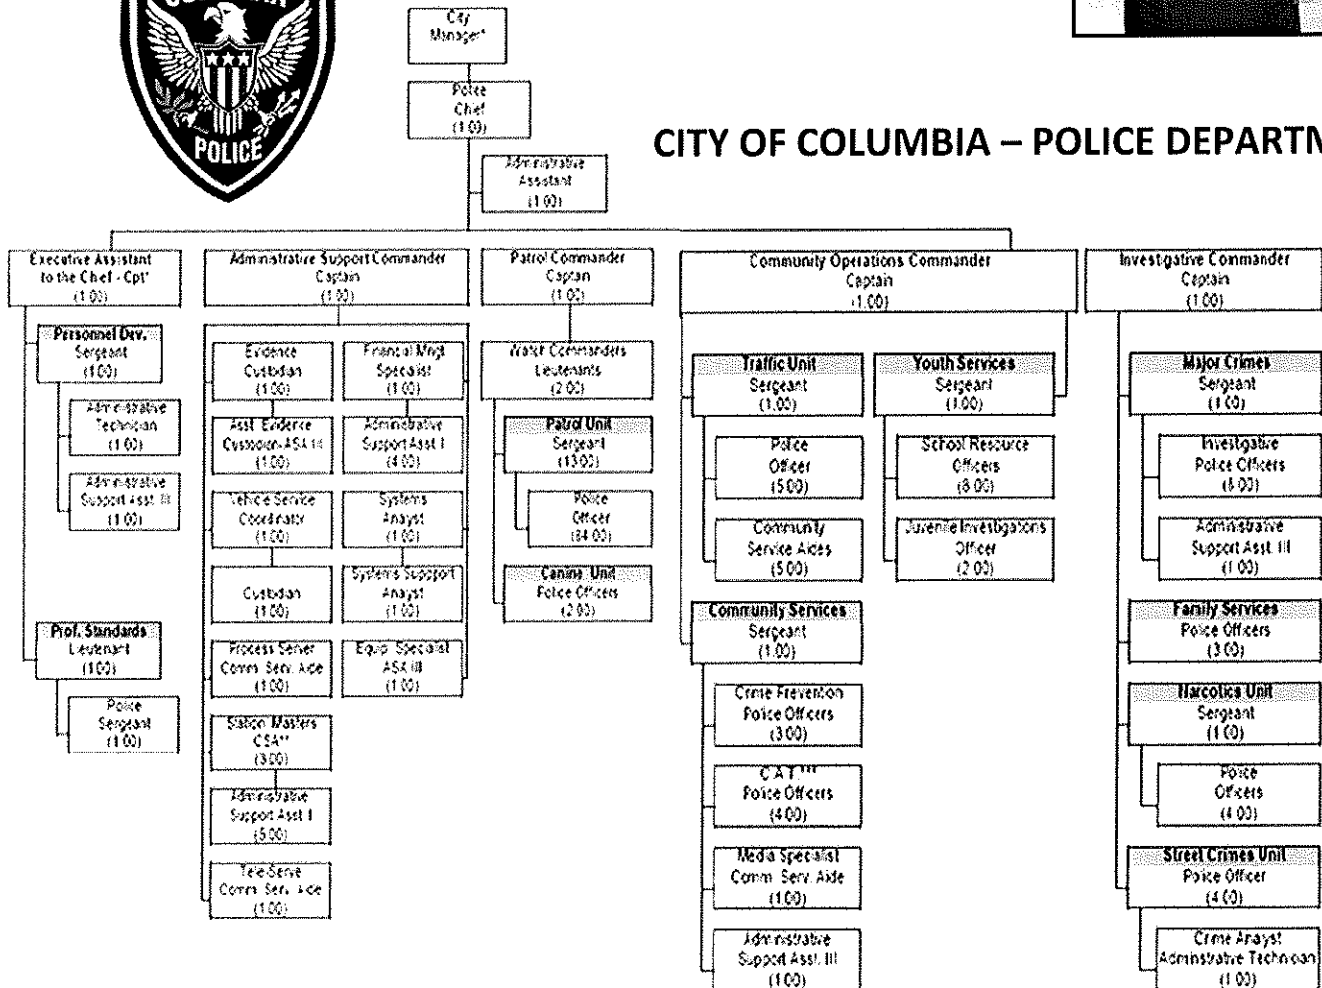 POLICE
City
Manager*
Police
Chief
(1.00)
CITY OF COLUMBIA – POLICE DEPARTM
Administrative
Assistant
(1.00)
Executive Assistant
to the Chief - Cpt*
(1.00)
Personnel Dev.
Sergeant
(1.00)
Administrative
Technician
(1.00)
Administrative
Support Asst. III
(1.00)
Prof. Standards
Lieutenant
(1.00)
Police
Sergeant
(1.00)
Administrative Support Commander
Captain
(1.00)
Evidence
Custodian
(1.00)
Asst. Evidence
Custodian-ASA III
(1.00)
Vehicle Service
Coordinator
(1.00)
Custodian
(1.00)
Process Server
Comm. Serv. Aide
(1.00)
Station Masters
CSA**
(3.00)
Administrative
Support Asst
(5.00)
Tele-Serve
Comm. Serv. Aide
(1.00)
Financial Mngt
Specialist
(1.00)
Administrative
Support Asst
(4.00)
Systems
Analyst
(1.00)
Systems Suppport
Analyst
(1.00)
Equip. Specialist
ASA III
(1.00)
Patrol Commander
Captain
(1.00)
Watch Commanders
Lieutenants
(2.00)
Patrol Unit
Sergeant
(13.00)
Police
Officer
Canine Unit
Police Officers
(2.00)
Community Operations Commander
Captain
(1.00)
Traffic Unit
Sergeant
(1.00)
Police
Officer
(5.00)
Community
Service Aides
(5.00)
Community Services
Sergeant
(1.00)
Crime Prevention
Police Officers
(3.00)
C.A.T.***
Police Officers
(4.00)
Media Specialist
Comm. Serv. Aide
(1.00)
Administrative
Support Asst. III
(1.00)
Youth Services
Sergeant
(1.00)
School Resource
Officers
Juvenile Investigations
Officer
(2.00)
Investigative Commander
Captain
(1.00)
Major Crimes
Sergeant
(1.00)
Investigative
Police Officers
Administrative
Support Asst. III
(1.00)
Family Services
Police Officers
(3.00)
Narcotics Unit
Sergeant
(1.00)
Police
Officers
(4.00)
Street Crimes Unit
Police Officer
(4.00)
Crime Anayst
Adminstrative Technician
(1.00)